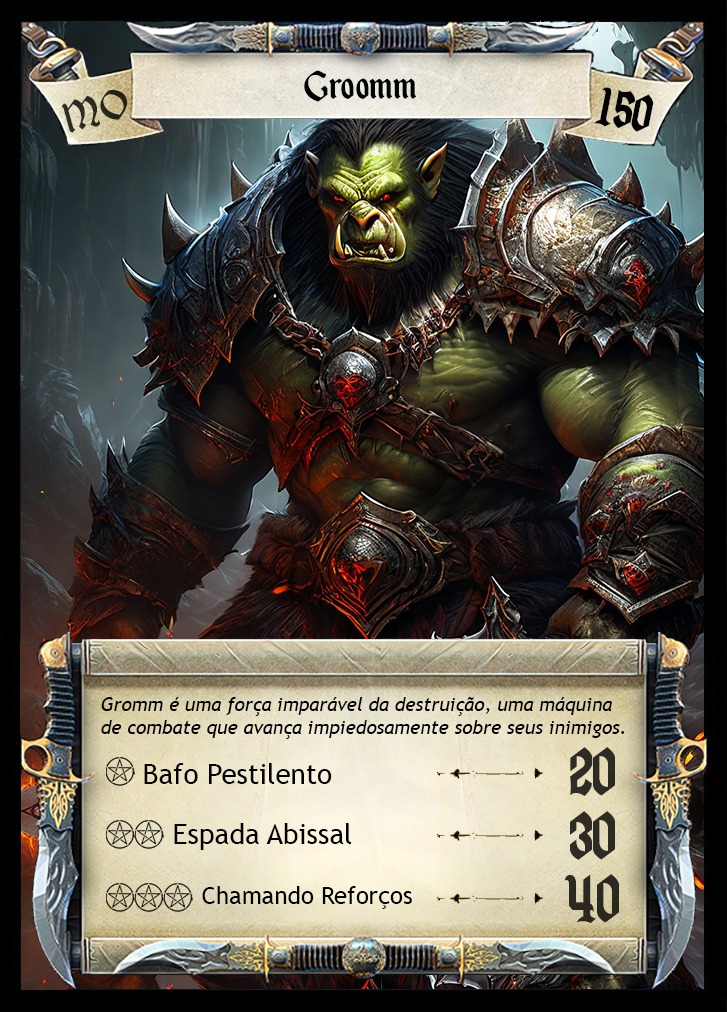 Groomm
MO
150
Gromm é uma força imparável da destruição, uma máquina
de combate que avança impiedosamente sobre seus inimigos.
Bafo Pestilento 20
Espada Abissal 30
Chamando Reforços 40